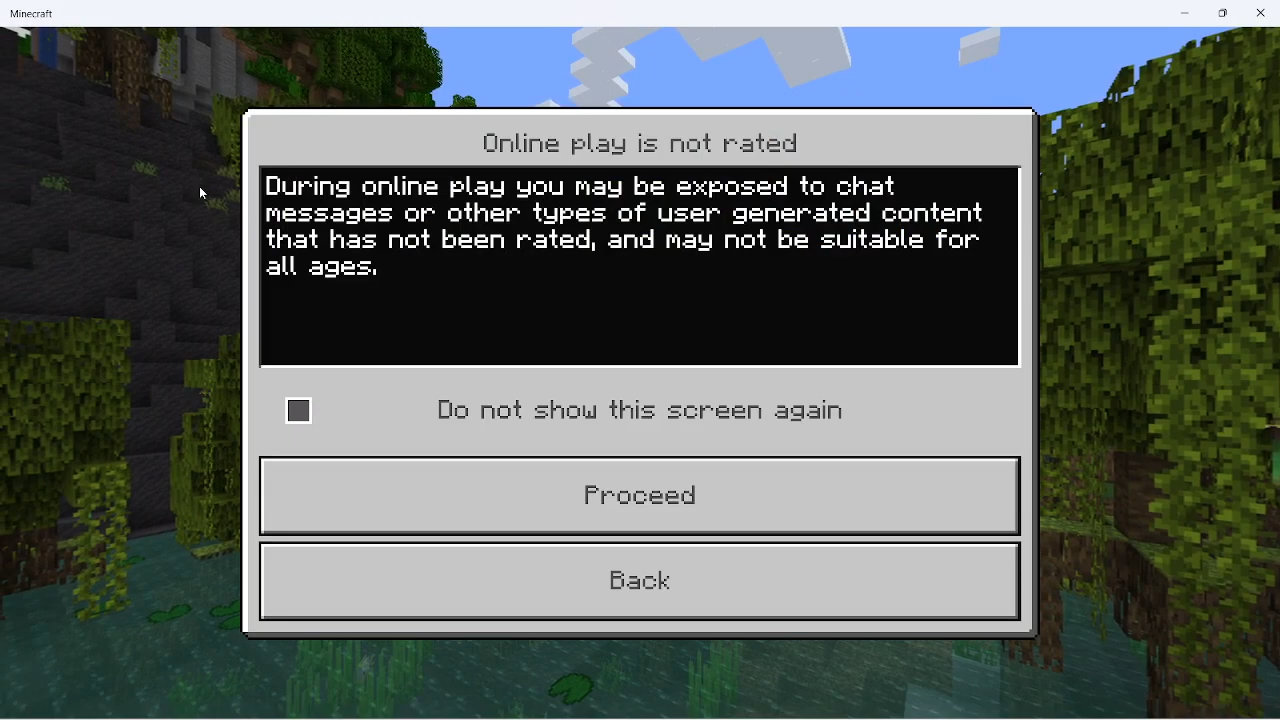 Minecraft
Online play is not rated
During online play you may be exposed to chat
messages or other types of user generated content
that has not been rated, and may not be suitable for
all ages.
Do not show this screen again
Proceed
Back